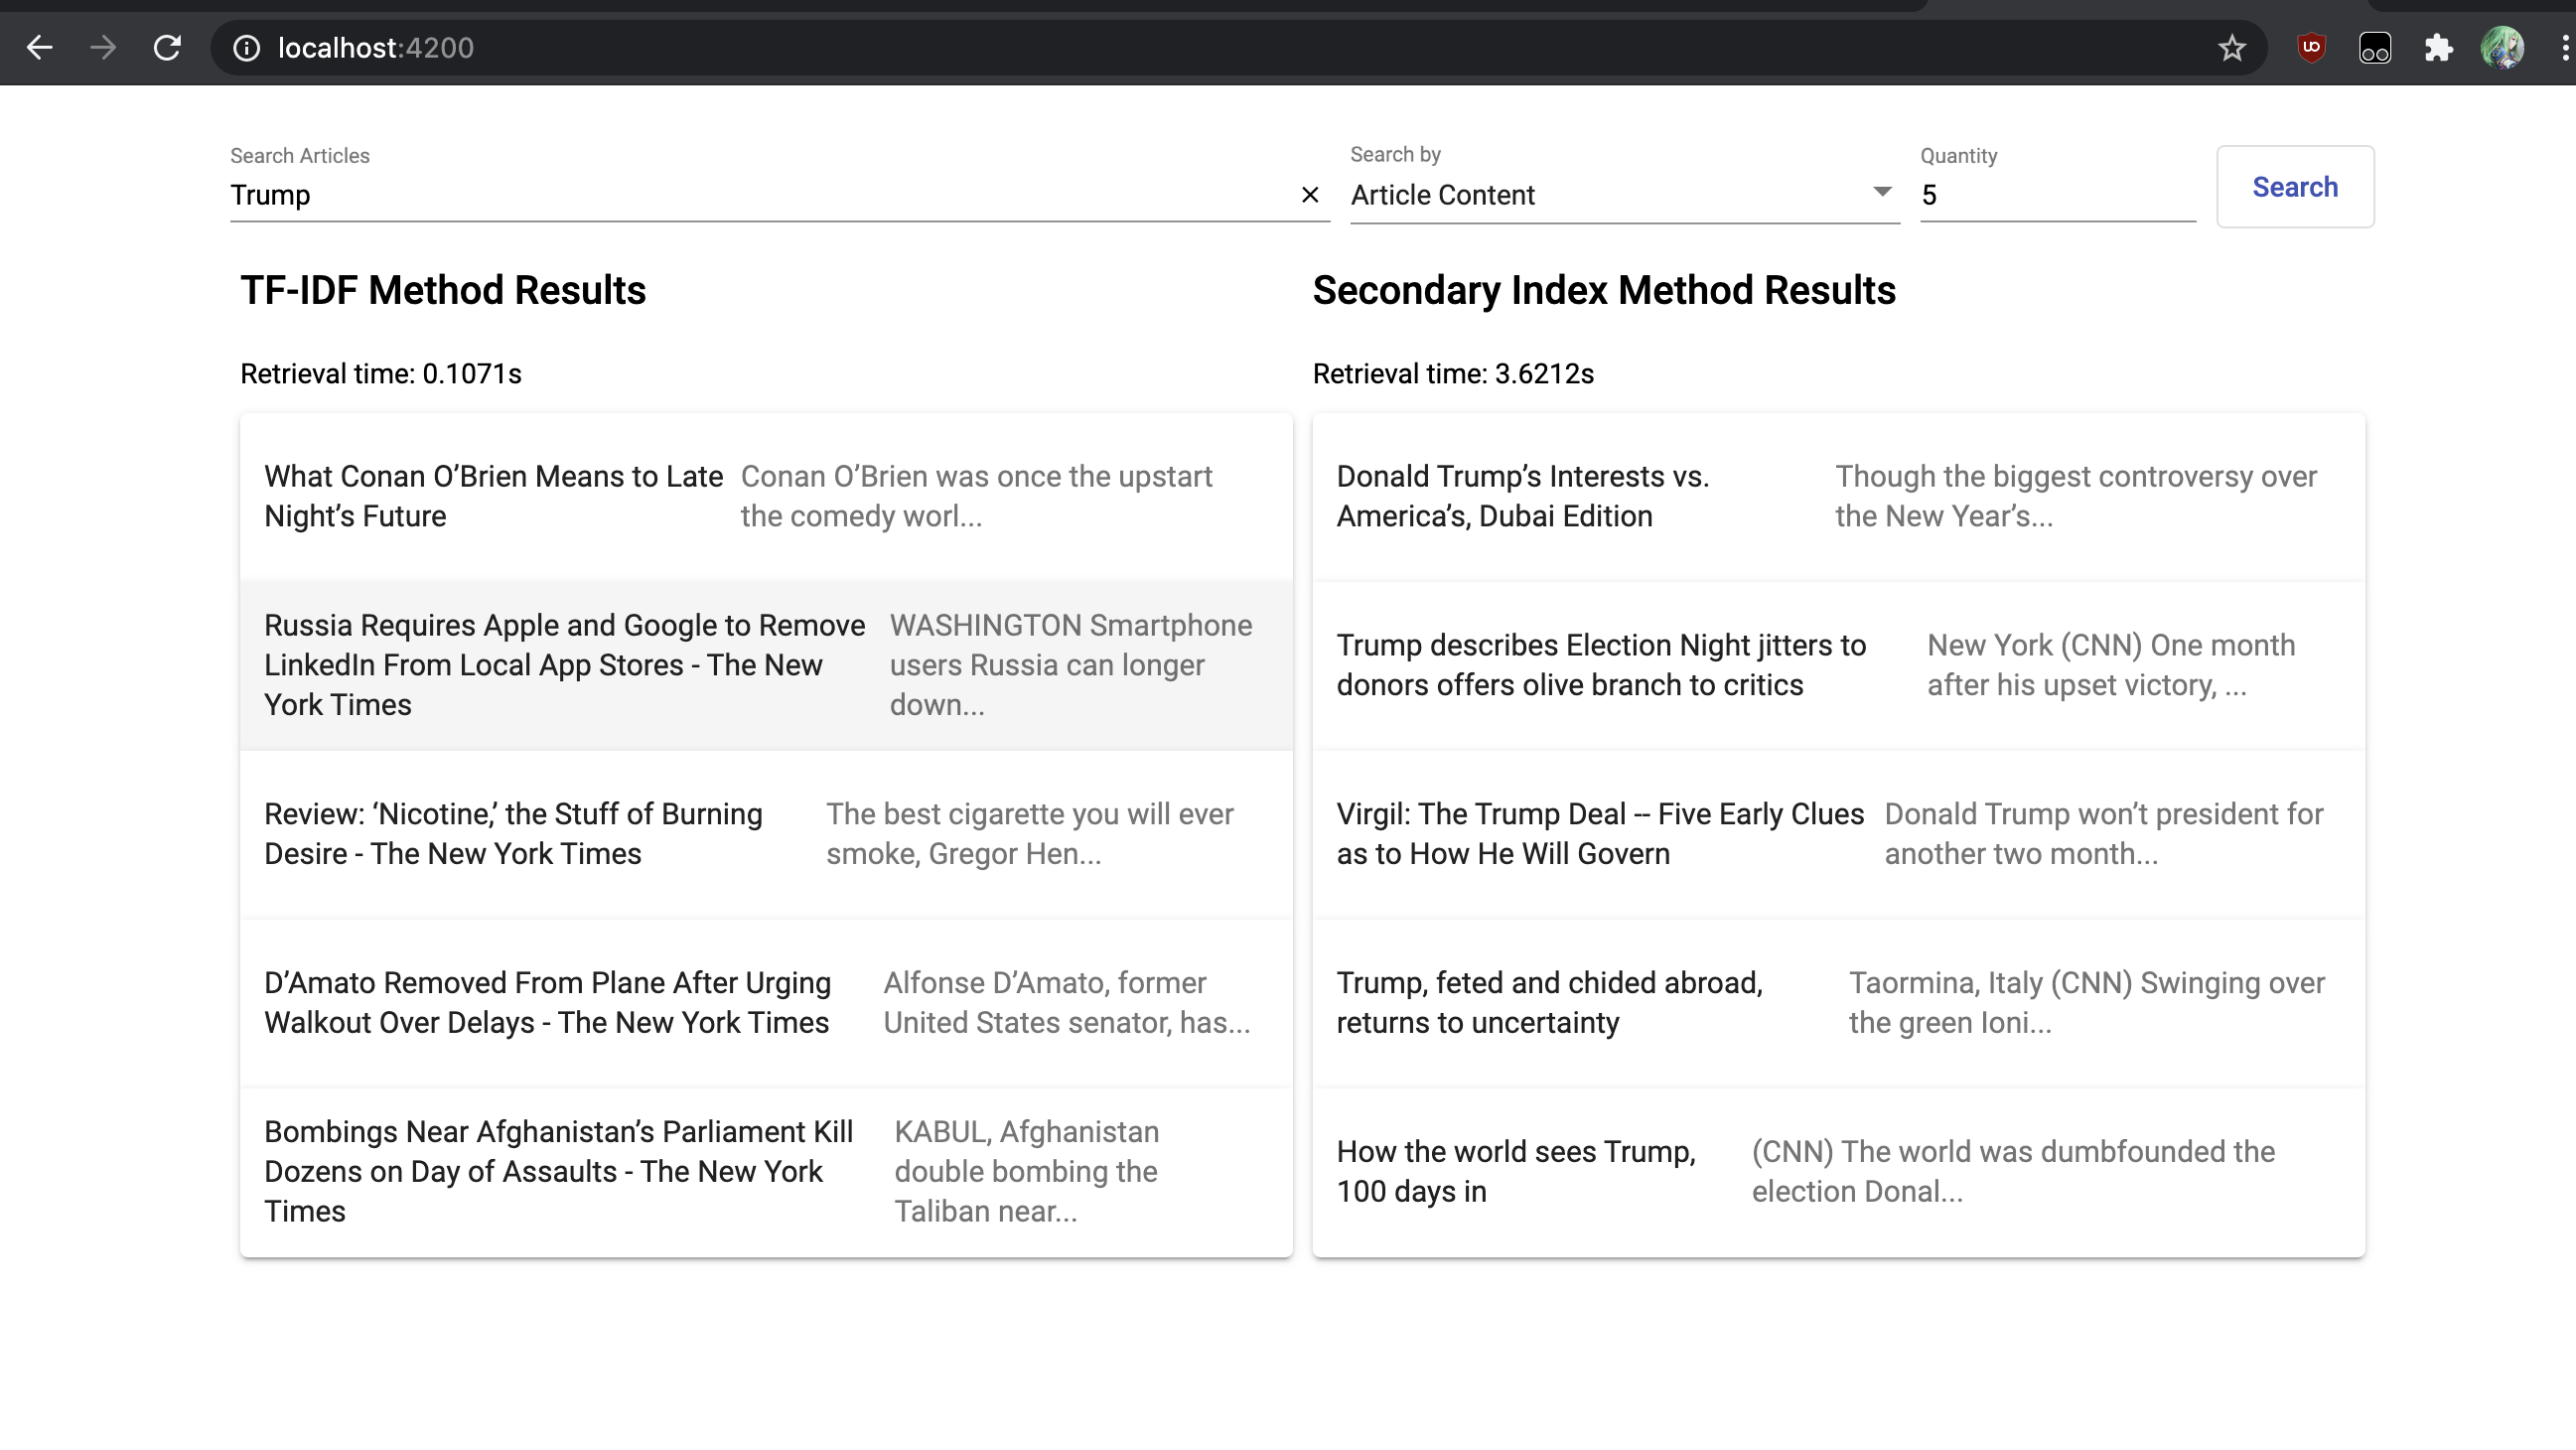 localhost:4200
Search Articles
Trump
Search by
Article Content
Quantity
5
Search
TF-IDF Method Results
Retrieval time: 0.1071s
What Conan O’Brien Means to Late
Night’s Future
Conan O’Brien was once the upstart
the comedy worl...
Russia Requires Apple and Google to Remove
LinkedIn From Local App Stores - The New
York Times
WASHINGTON Smartphone
users Russia can longer
down...
Review: ‘Nicotine,’ the Stuff of Burning
Desire - The New York Times
The best cigarette you will ever
smoke, Gregor Hen...
D’Amato Removed From Plane After Urging
Walkout Over Delays - The New York Times
Alfonse D’Amato, former
United States senator, has...
Bombings Near Afghanistan’s Parliament Kill
Dozens on Day of Assaults - The New York
Times
KABUL, Afghanistan
double bombing the
Taliban near...
Secondary Index Method Results
Retrieval time: 3.6212s
Donald Trump’s Interests vs.
America’s, Dubai Edition
Though the biggest controversy over
the New Year’s...
Trump describes Election Night jitters to
donors offers olive branch to critics
New York (CNN) One month
after his upset victory, ...
Virgil: The Trump Deal -- Five Early Clues
as to How He Will Govern
Donald Trump won’t president for
another two month...
Trump, feted and chided abroad,
returns to uncertainty
Taormina, Italy (CNN) Swinging over
the green Ioni...
How the world sees Trump,
100 days in
(CNN) The world was dumbfounded the
election Donal...